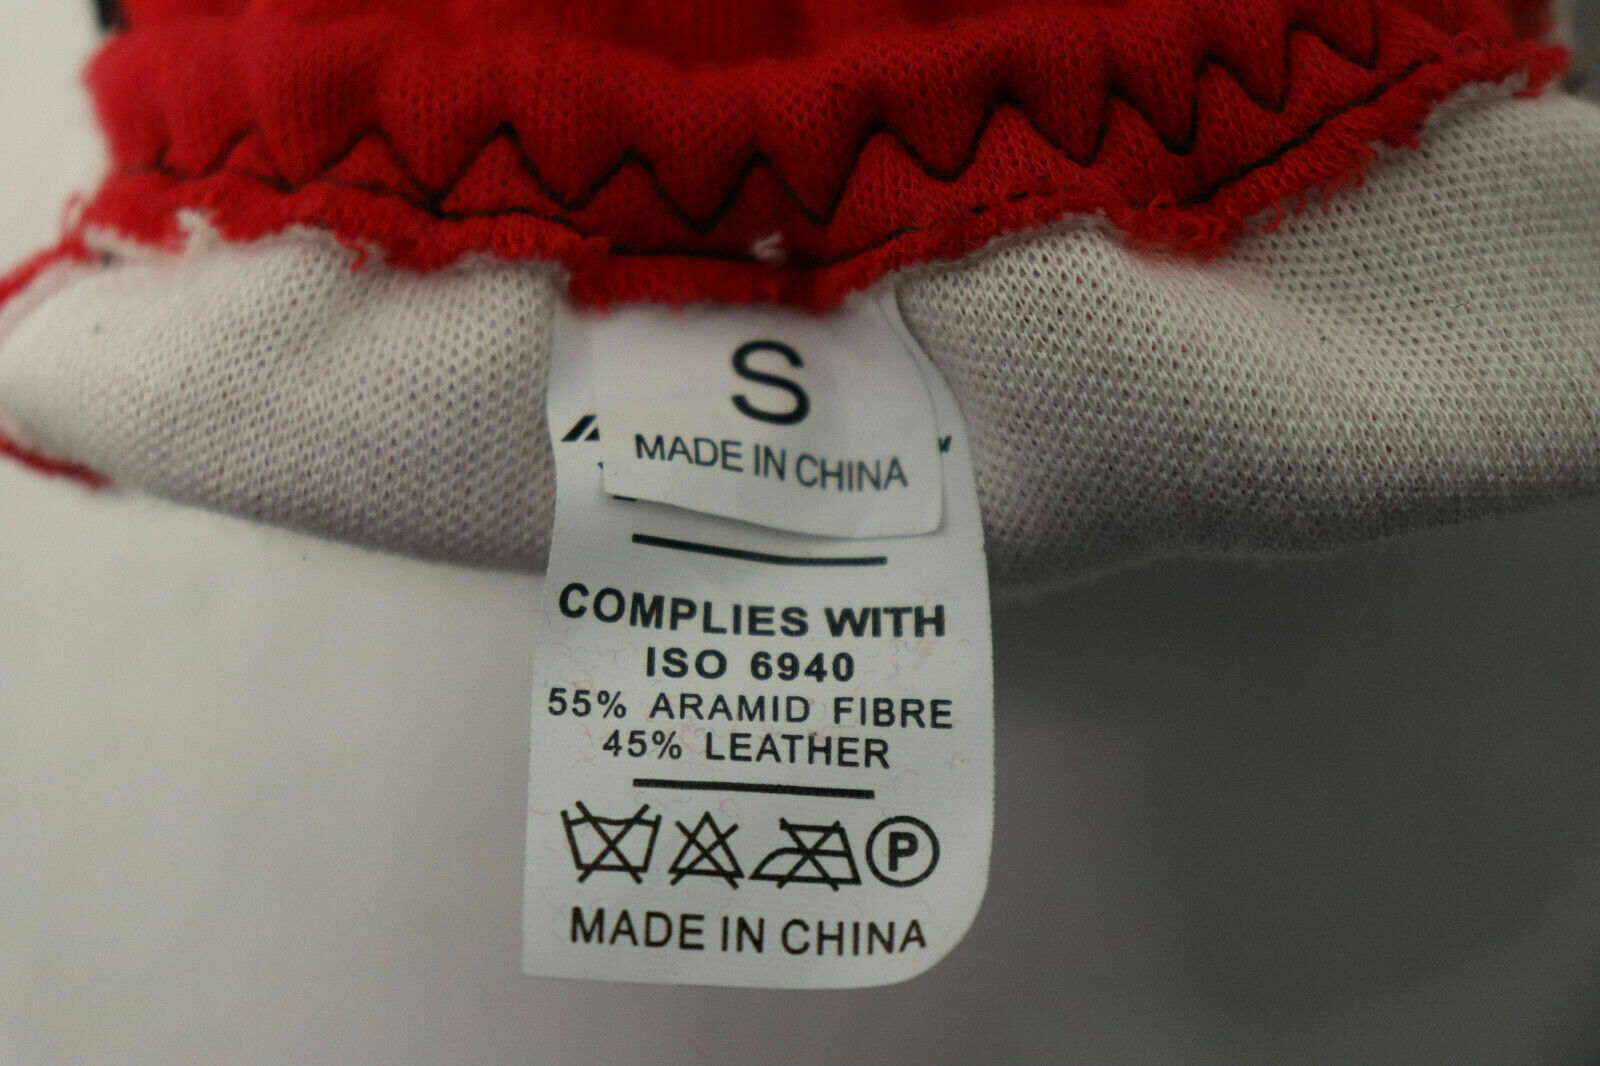 S
MADE IN CHINA
COMPLIES WITH
ISO 6940
55% ARAMID FIBRE
45% LEATHER
P
MADE IN CHINA